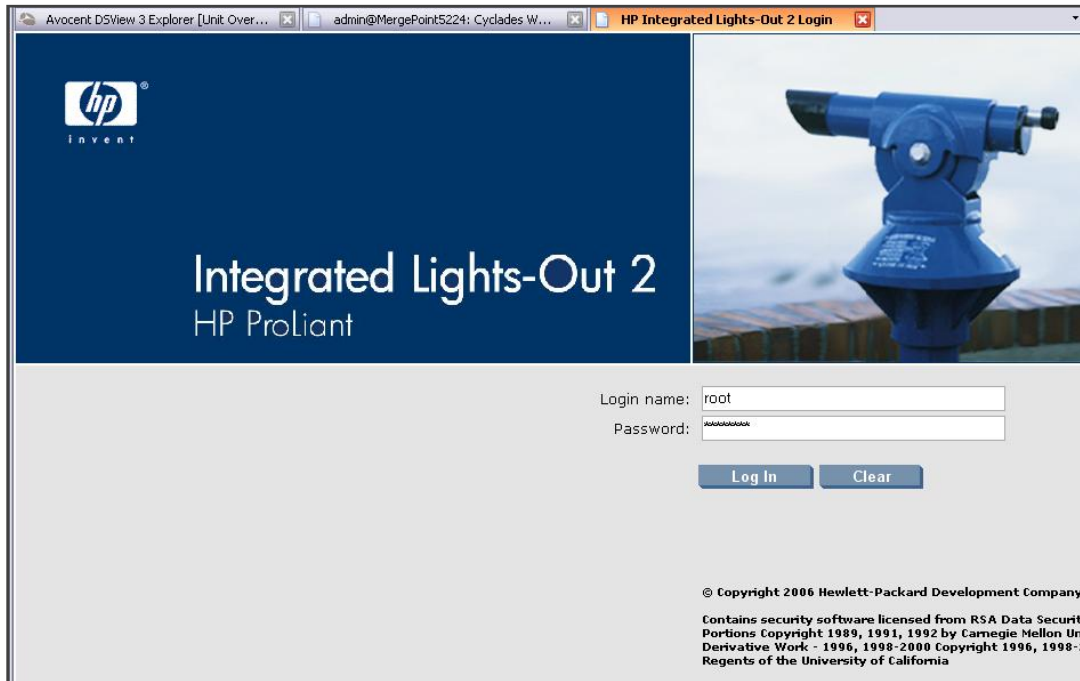 Avocent DSView 3 Explorer [Unit Over...
admin@MergePoint5224: Cyclades W...
HP Integrated Lights-Out 2 Login
hp
®
invent
Integrated Lights-Out 2
HP ProLiant
Login name: root
Password: *********
Log In Clear
© Copyright 2006 Hewlett-Packard Development Company
Contains security software licensed from RSA Data Securit
Portions Copyright 1989, 1991, 1992 by Carnegie Mellon Un
Derivative Work - 1996, 1998-2000 Copyright 1996, 1998-
Regents of the University of California